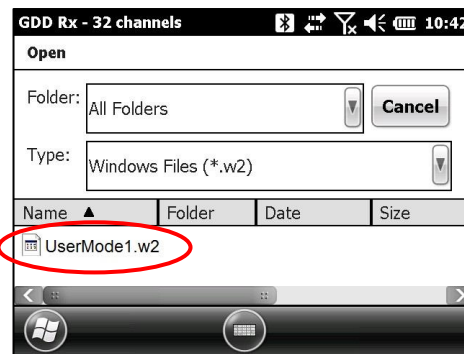 GDD Rx - 32 channels 10:42
Open
Folder: All Folders Cancel
Type: Windows Files (*.w2)
Name Folder Date Size
UserMode1.w2